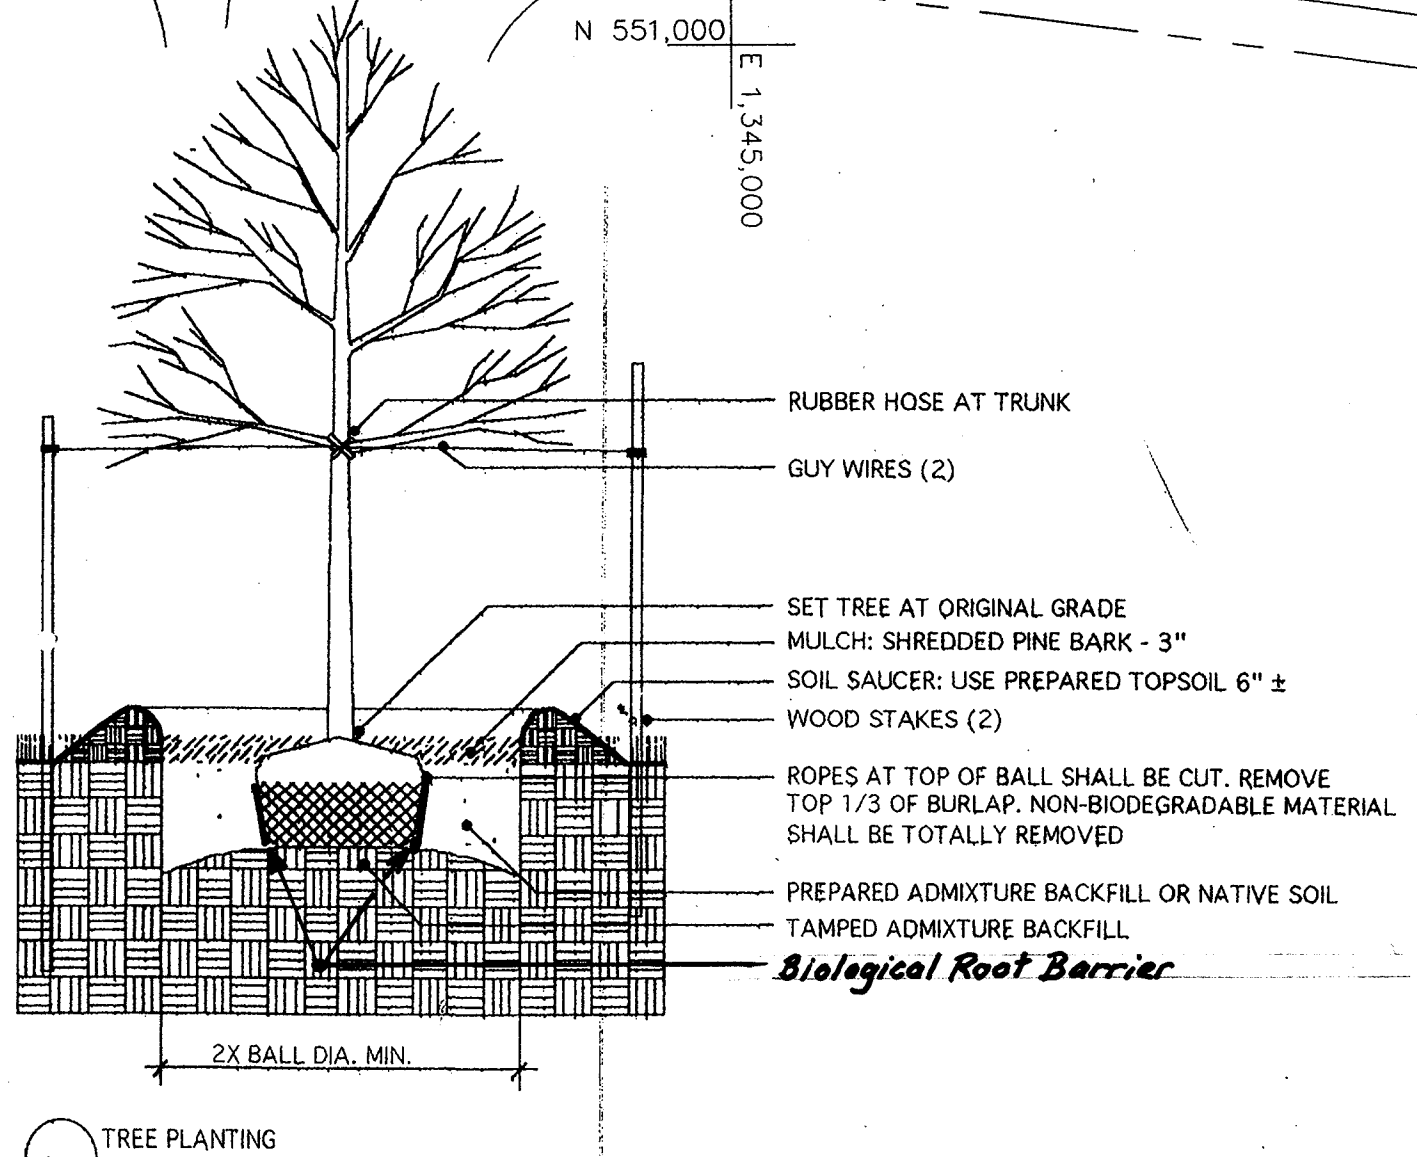 N 551,000
E 1,345,000
RUBBER HOSE AT TRUNK
GUY WIRES (2)
SET TREE AT ORIGINAL GRADE
MULCH: SHREDDED PINE BARK - 3"
SOIL SAUCER: USE PREPARED TOPSOIL 6" ±
WOOD STAKES (2)
ROPES AT TOP OF BALL SHALL BE CUT. REMOVE
TOP 1/3 OF BURLAP. NON-BIODEGRADABLE MATERIAL
SHALL BE TOTALLY REMOVED
PREPARED ADMIXTURE BACKFILL OR NATIVE SOIL
TAMPED ADMIXTURE BACKFILL
Biological Root Barrier
2X BALL DIA. MIN.
TREE PLANTING